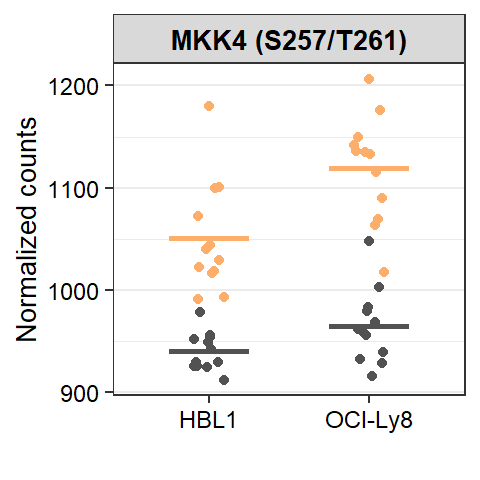 MKK4 (S257/T261)
Normalized counts
1200
1100
1000
900
HBL1
OCI-Ly8